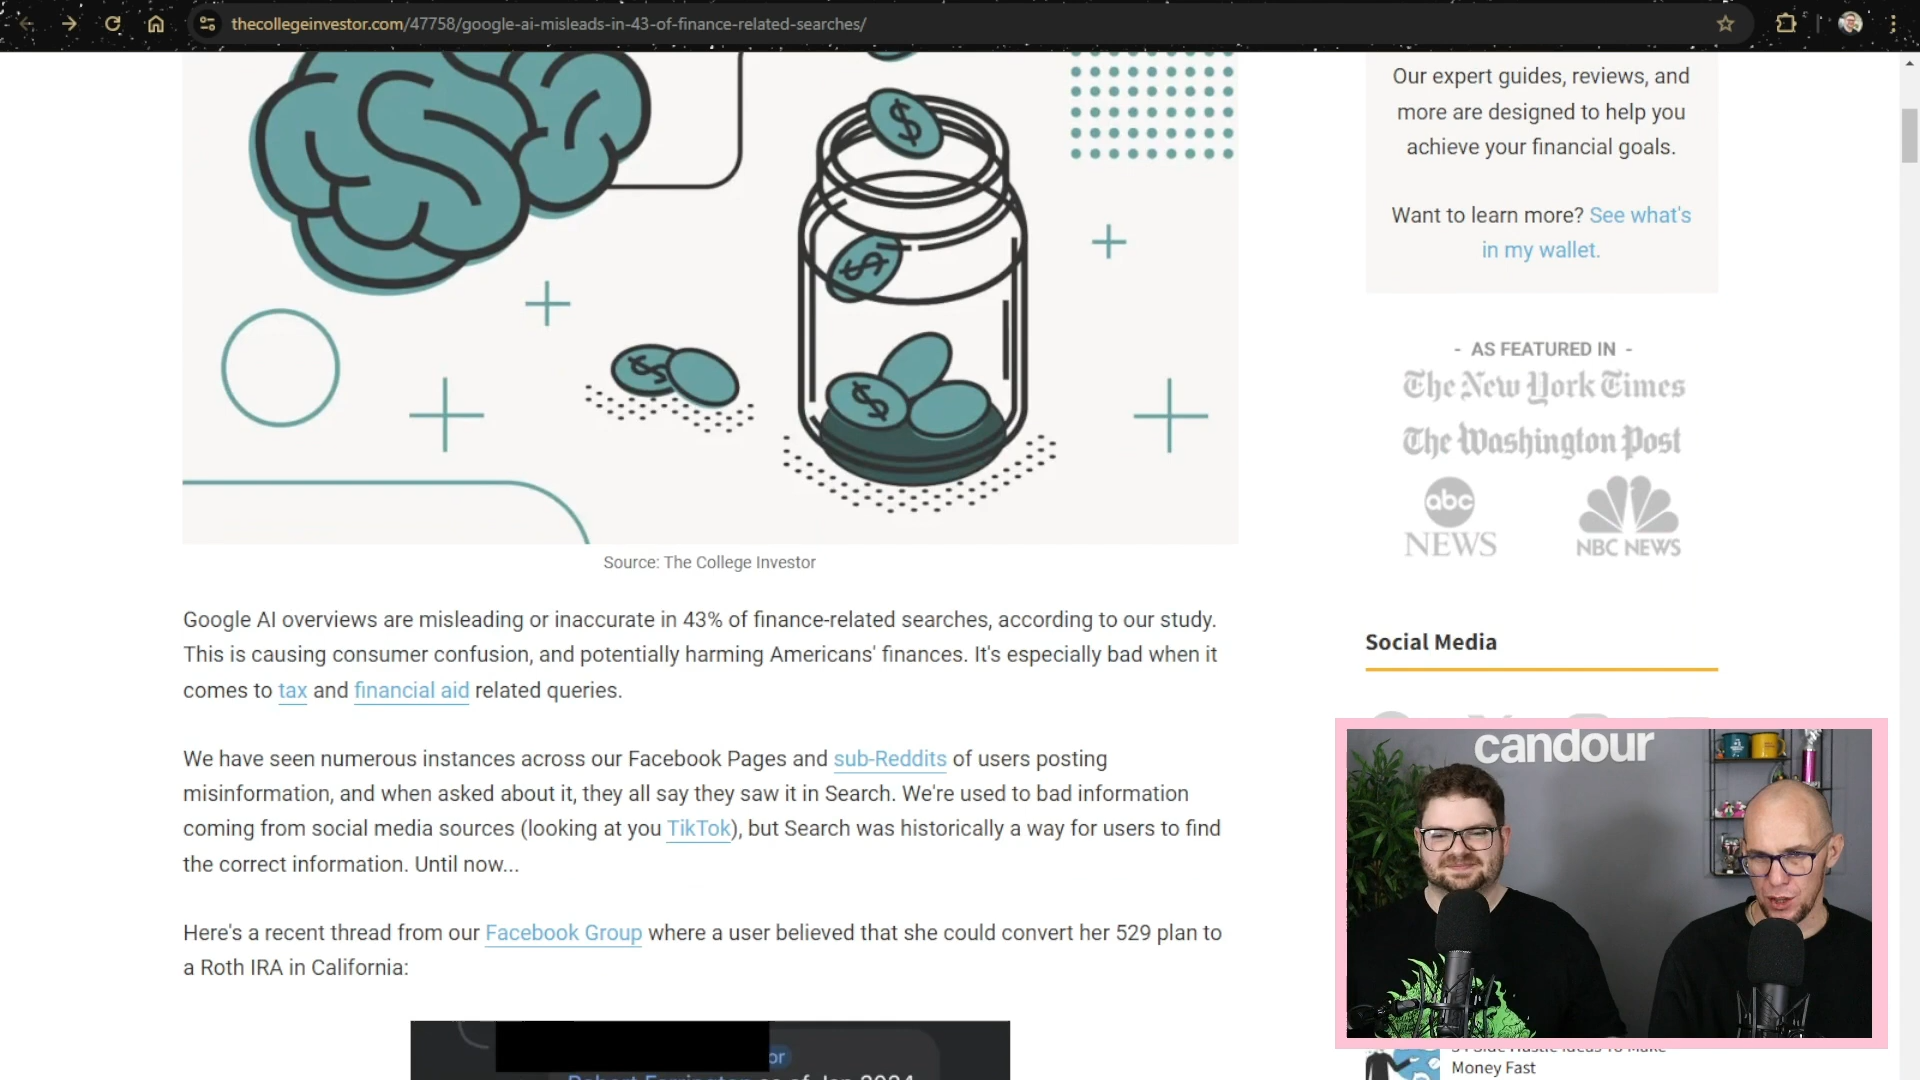 thecollegeinvestor.com/47758/google-ai-misleads-in-43-of-finance-related-searches/
Our expert guides, reviews, and
more are designed to help you
achieve your financial goals.
Want to learn more? See what's
in my wallet.
- AS FEATURED IN -
The New York Times
The Washington Post
abc
NEWS
NBC NEWS
Source: The College Investor
Google AI overviews are misleading or inaccurate in 43% of finance-related searches, according to our study.
This is causing consumer confusion, and potentially harming Americans' finances. It's especially bad when it
comes to tax and financial aid related queries.
We have seen numerous instances across our Facebook Pages and sub-Reddits of users posting
misinformation, and when asked about it, they all say they saw it in Search. We're used to bad information
coming from social media sources (looking at you TikTok), but Search was historically a way for users to find
the correct information. Until now...
Here's a recent thread from our Facebook Group where a user believed that she could convert her 529 plan to
a Roth IRA in California:
or
Social Media
candour
Money Fast